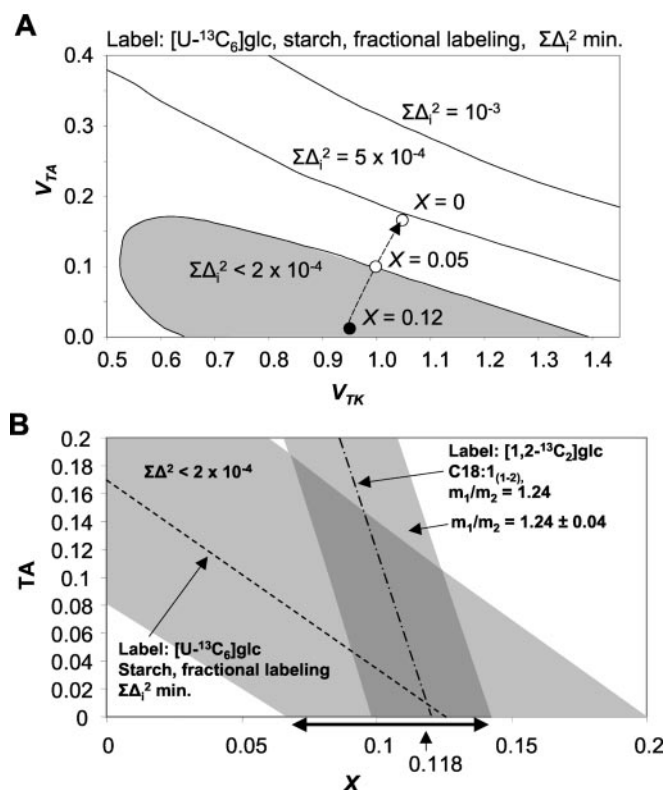 A
Label: [U-¹³C₆]glc, starch, fractional labeling, ΣΔᵢ² min.
0.4
0.3
0.2
0.1
0.0
V_TA
ΣΔᵢ² = 10⁻³
ΣΔᵢ² = 5 x 10⁻⁴
X = 0
X = 0.05
ΣΔᵢ² < 2 x 10⁻⁴
X = 0.12
0.5 0.6 0.7 0.8 0.9 1.0 1.1 1.2 1.3 1.4
V_TK
B
0.2
0.18
0.16
0.14
0.12
0.1
0.08
0.06
0.04
0.02
0
TA
ΣΔ² < 2 x 10⁻⁴
Label: [1,2-¹³C₂]glc
C18:1₍₁₋₂₎,
m₁/m₂ = 1.24
m₁/m₂ = 1.24 ± 0.04
Label: [U-¹³C₆]glc
Starch, fractional labeling
ΣΔᵢ² min.
0 0.05 0.1 0.15 0.2
0.118
X